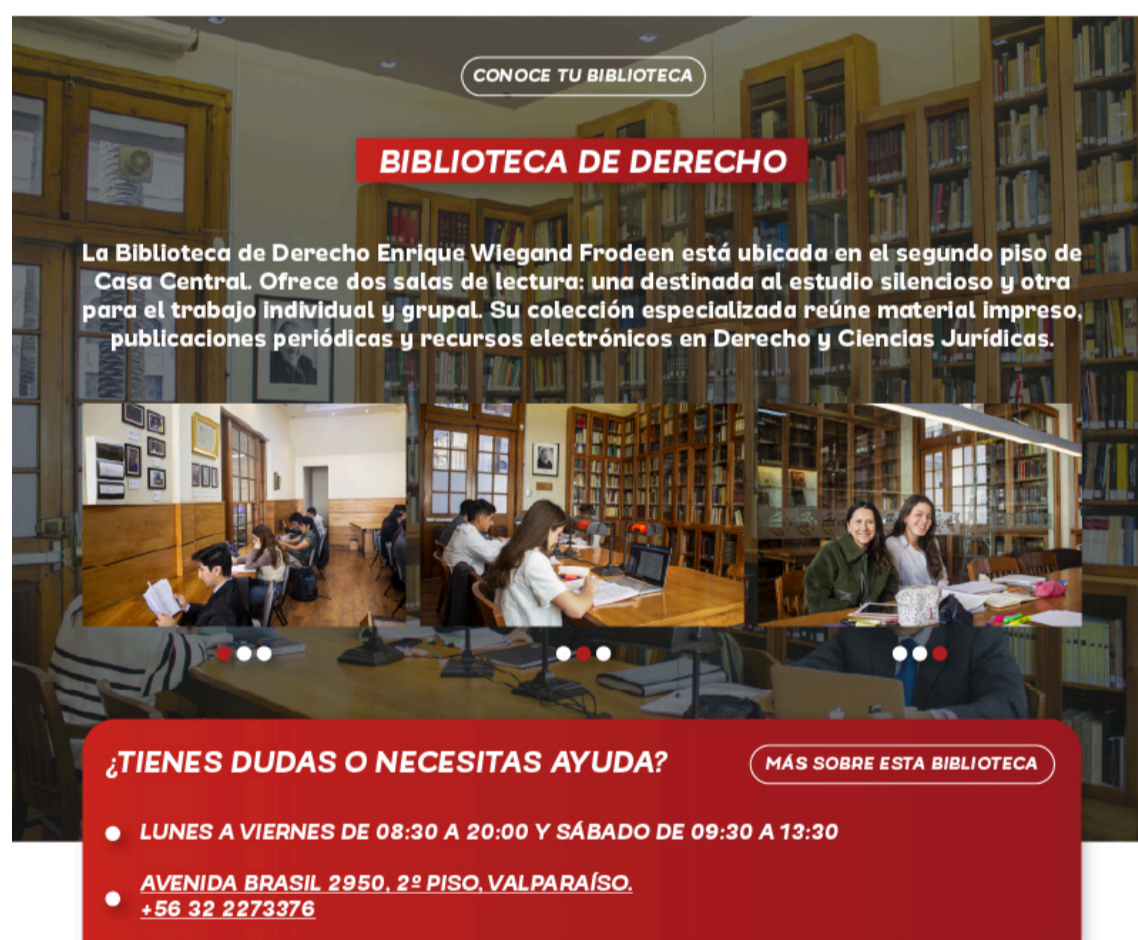 CONOCE TU BIBLIOTECA
BIBLIOTECA DE DERECHO
La Biblioteca de Derecho Enrique Wiegand Frodeen está ubicada en el segundo piso de
Casa Central. Ofrece dos salas de lectura: una destinada al estudio silencioso y otra
para el trabajo individual y grupal. Su colección especializada reúne material impreso,
publicaciones periódicas y recursos electrónicos en Derecho y Ciencias Jurídicas.
¿TIENES DUDAS O NECESITAS AYUDA?
MÁS SOBRE ESTA BIBLIOTECA
LUNES A VIERNES DE 08:30 A 20:00 Y SÁBADO DE 09:30 A 13:30
AVENIDA BRASIL 2950, 2º PISO, VALPARAÍSO.
+56 32 2273376